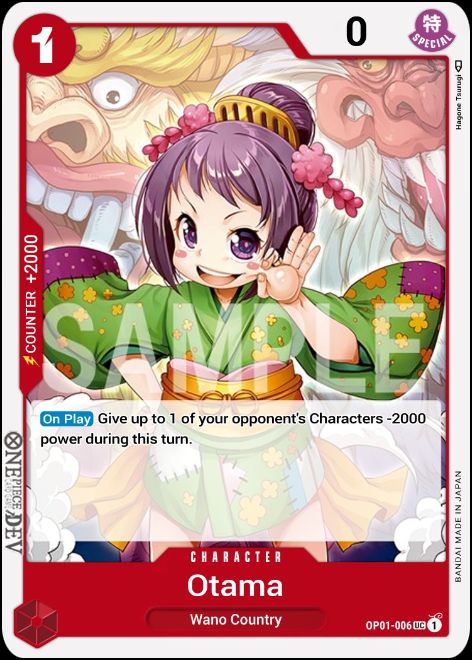 1
0
特
SPECIAL
Hagone Tsurugi
COUNTER +2000
SAMPLE
On Play Give up to 1 of your opponent's Characters -2000
power during this turn.
ONE PIECE
DEV
BANDAI MADE IN JAPAN
CHARACTER
Otama
Wano Country
OP01-006 UC 1